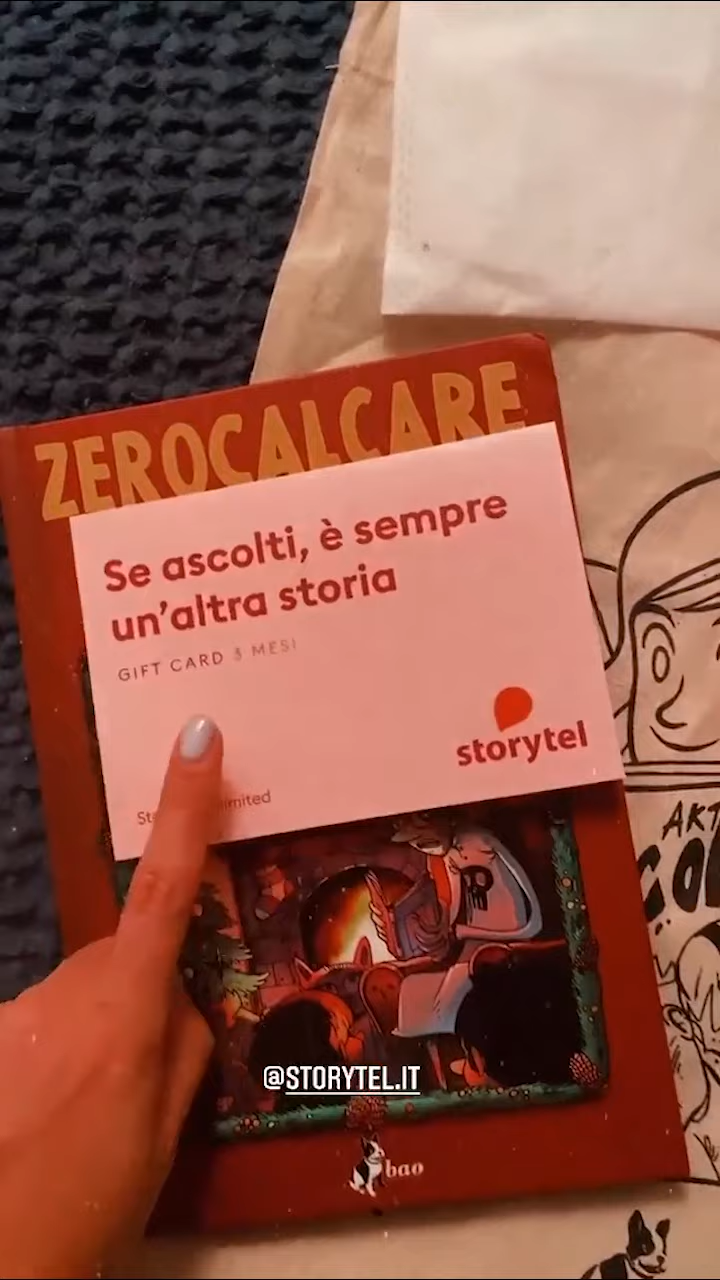 ZEROCALCARE
Se ascolti, è sempre
un'altra storia
GIFT CARD 3 MESI
storytel
@STORYTEL.IT
bao